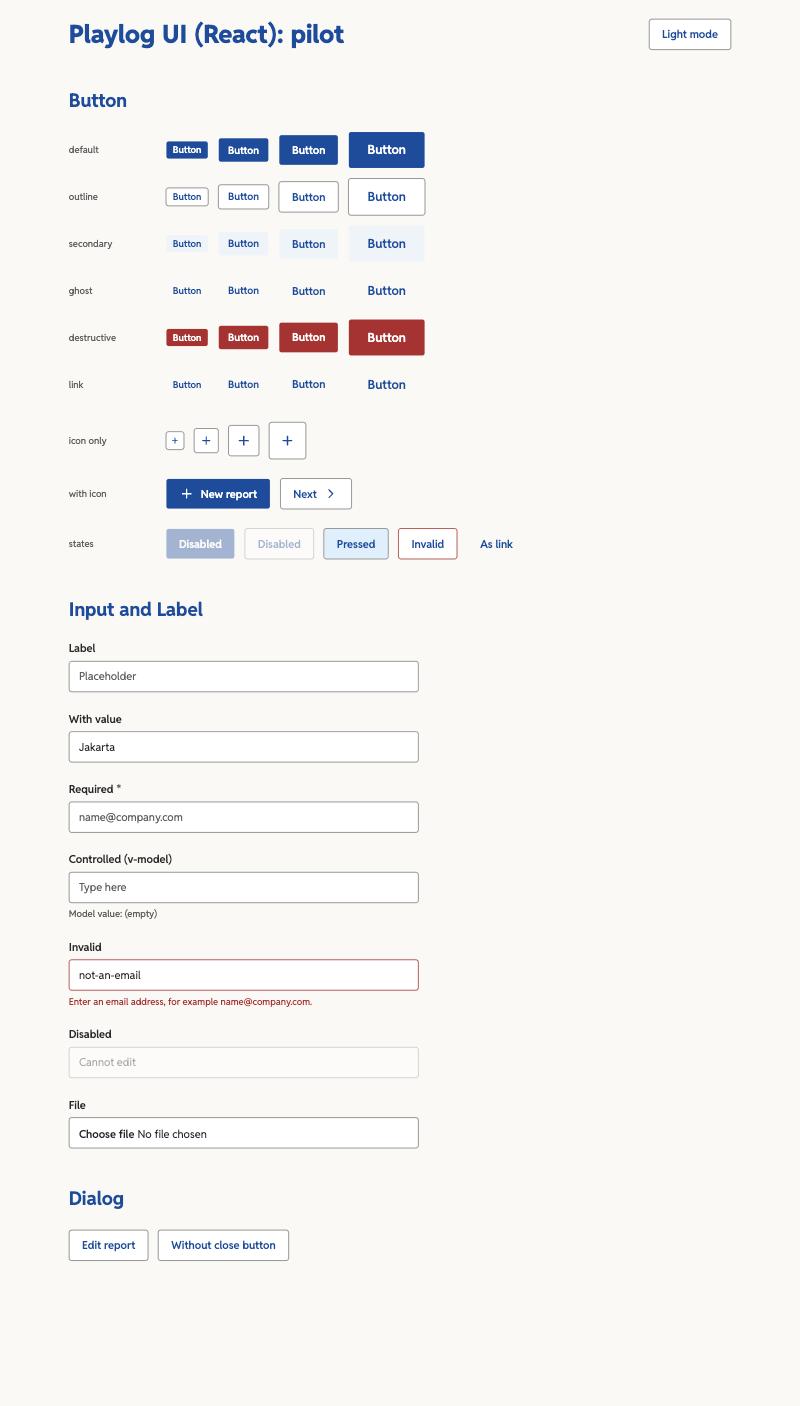 Playlog UI (React): pilot
Light mode
Button
default Button Button Button Button
outline Button Button Button Button
secondary Button Button Button Button
ghost Button Button Button Button
destructive Button Button Button Button
link Button Button Button Button
icon only + + + +
with icon + New report Next >
states Disabled Disabled Pressed Invalid As link
Input and Label
Label
Placeholder
With value
Jakarta
Required *
name@company.com
Controlled (v-model)
Type here
Model value: (empty)
Invalid
not-an-email
Enter an email address, for example name@company.com.
Disabled
Cannot edit
File
Choose file No file chosen
Dialog
Edit report Without close button